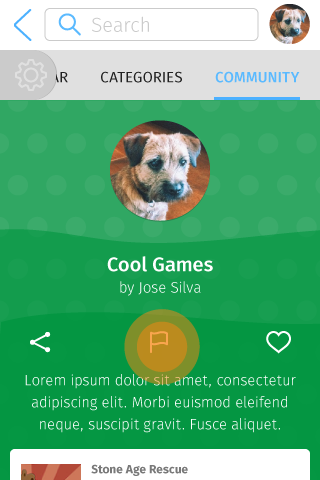 Search
AR
CATEGORIES
COMMUNITY
Cool Games
by Jose Silva
Lorem ipsum dolor sit amet, consectetur
adipiscing elit. Morbi euismod eleifend
neque, suscipit gravit. Fusce aliquet.
Stone Age Rescue